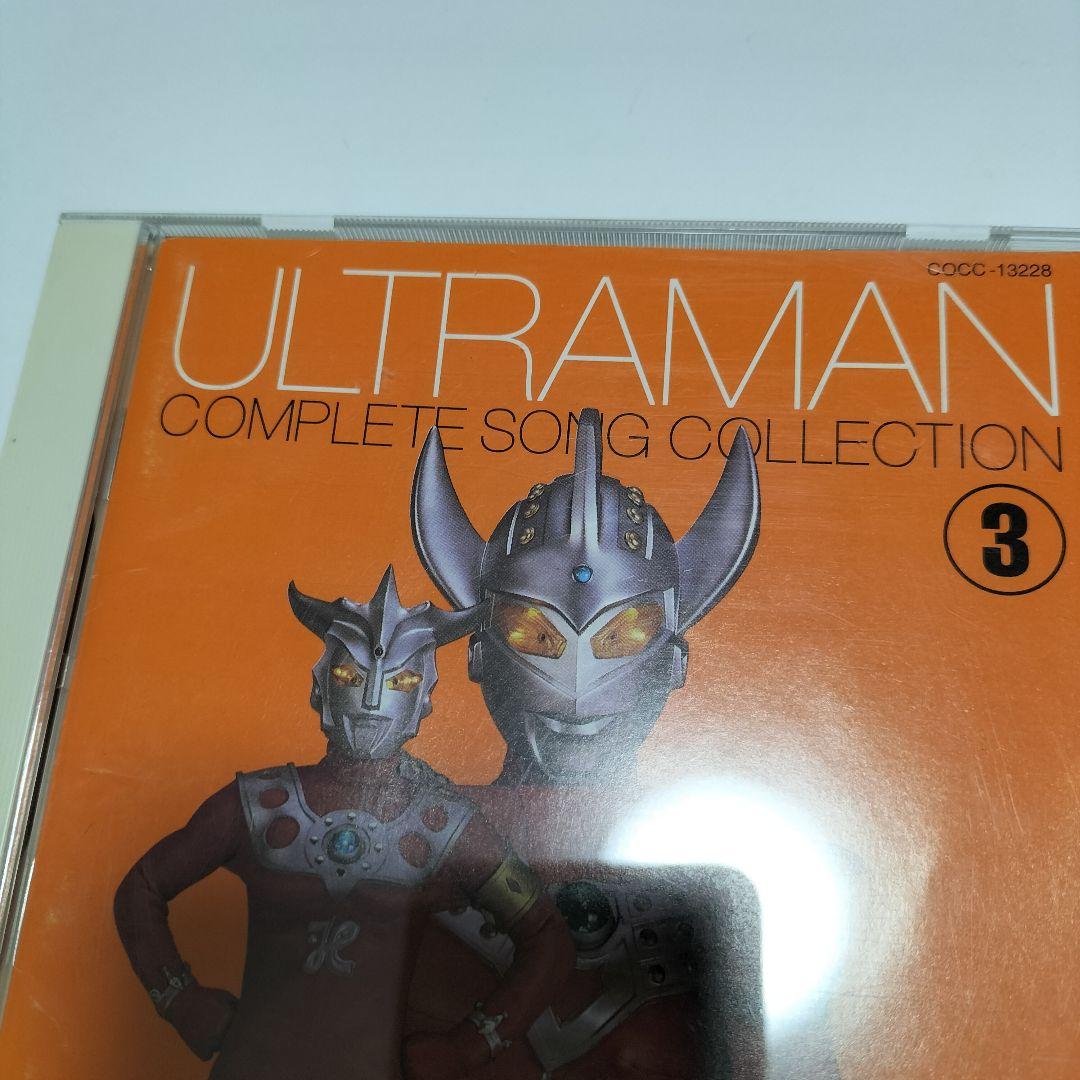 COCC-13228
ULTRAMAN
COMPLETE SONG COLLECTION
3